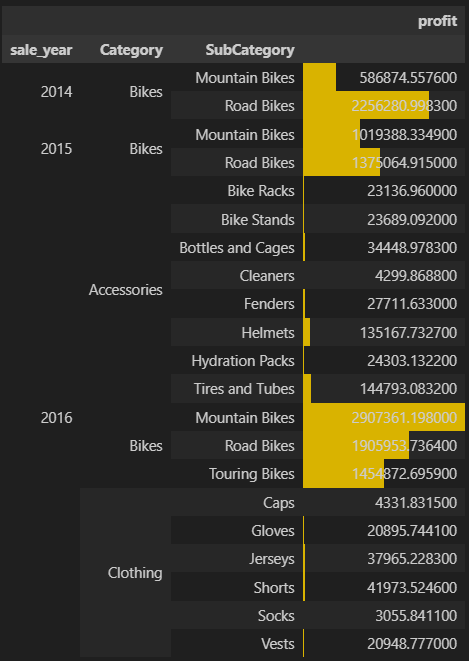 profit
sale_year Category SubCategory
2014 Bikes Mountain Bikes 586874.557600
Road Bikes 2256280.998300
2015 Bikes Mountain Bikes 1019388.334900
Road Bikes 1375064.915000
2016 Accessories Bike Racks 23136.960000
Bike Stands 23689.092000
Bottles and Cages 34448.978300
Cleaners 4299.868800
Fenders 27711.633000
Helmets 135167.732700
Hydration Packs 24303.132200
Tires and Tubes 144793.083200
Bikes Mountain Bikes 2907361.198000
Road Bikes 1905953.736400
Touring Bikes 1454872.695900
Clothing Caps 4331.831500
Gloves 20895.744100
Jerseys 37965.228300
Shorts 41973.524600
Socks 3055.841100
Vests 20948.777000